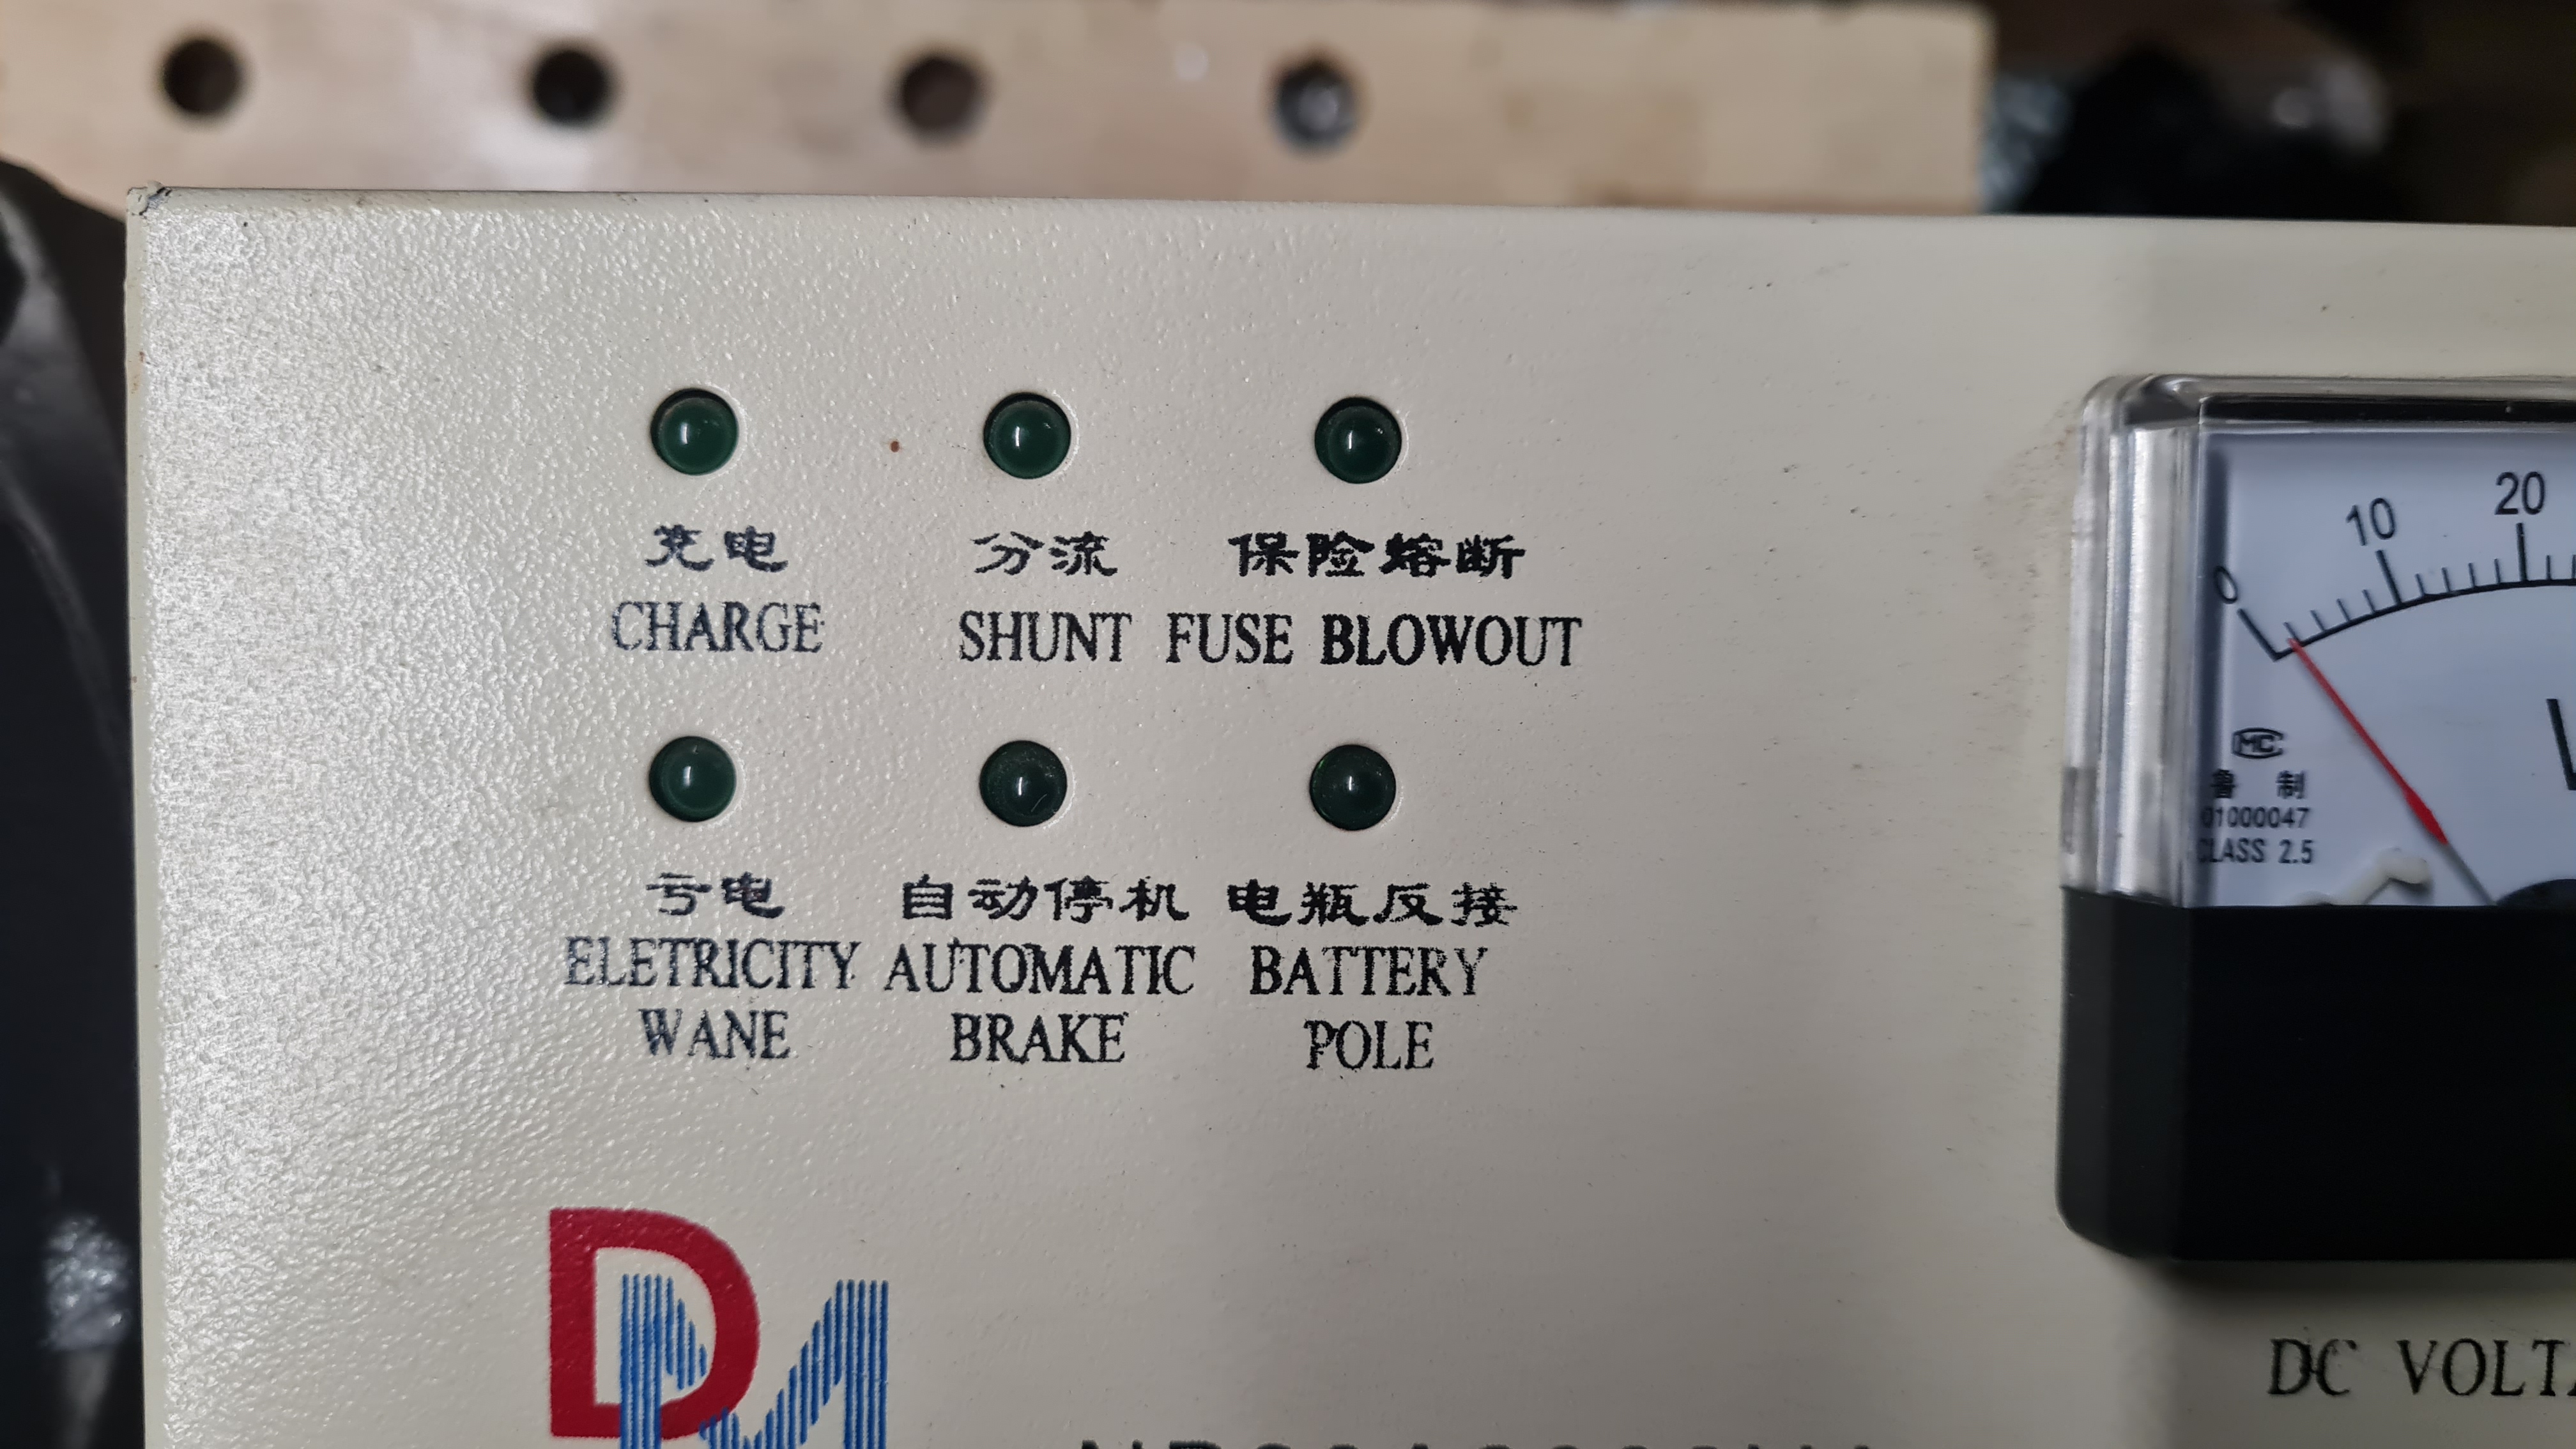 充电 分流 保险熔断
CHARGE SHUNT FUSE BLOWOUT
亏电 自动停机 电瓶反接
ELETRICITY AUTOMATIC BATTERY
WANE BRAKE POLE
0 10 20
MC
鲁 制
01000047
CLASS 2.5
DC
DM